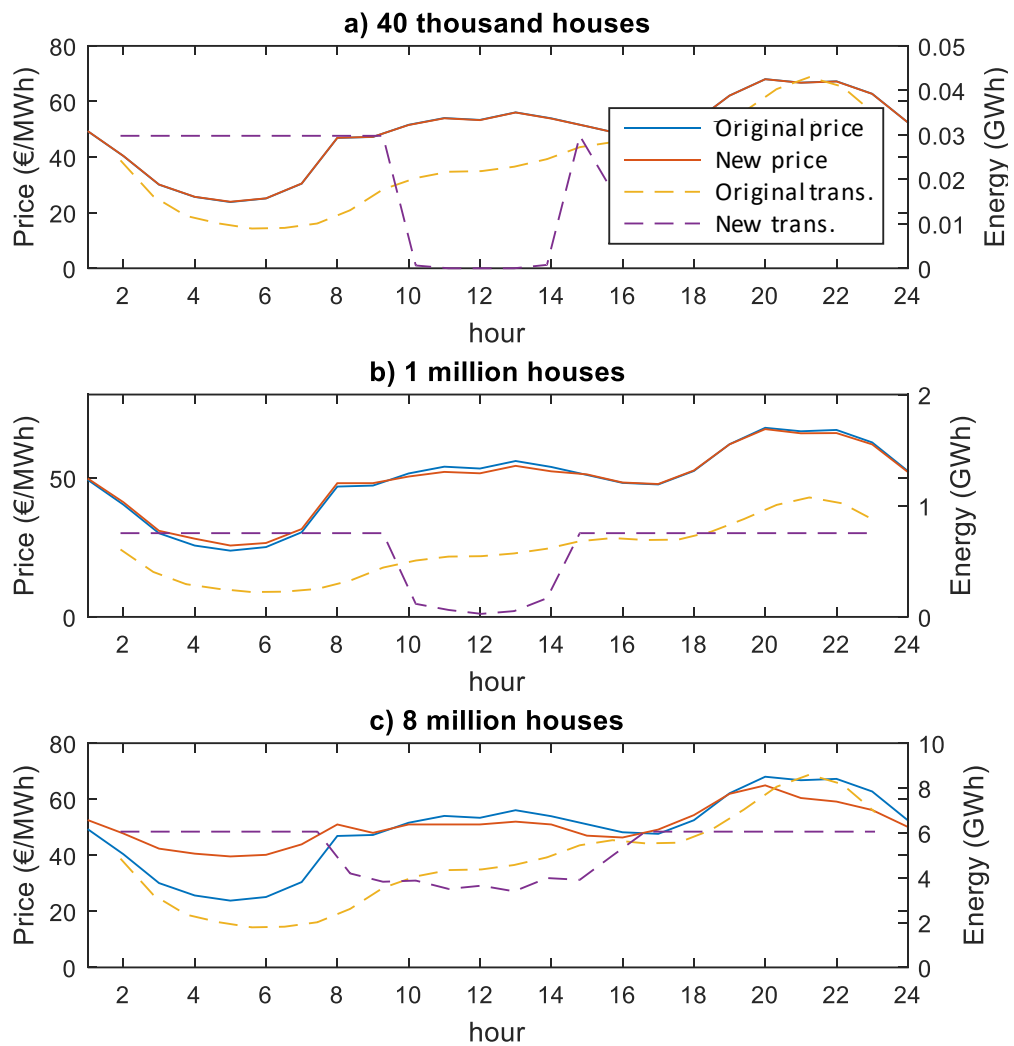 a) 40 thousand houses
80
60
40
20
0
Price (€/MWh)
0.05
0.04
0.03
0.02
0.01
0
Energy (GWh)
Original price
New price
Original trans.
New trans.
2 4 6 8 10 12 14 16 18 20 22 24
hour
b) 1 million houses
50
0
Price (€/MWh)
2
1
0
Energy (GWh)
2 4 6 8 10 12 14 16 18 20 22 24
hour
c) 8 million houses
80
60
40
20
0
Price (€/MWh)
10
8
6
4
2
0
Energy (GWh)
2 4 6 8 10 12 14 16 18 20 22 24
hour